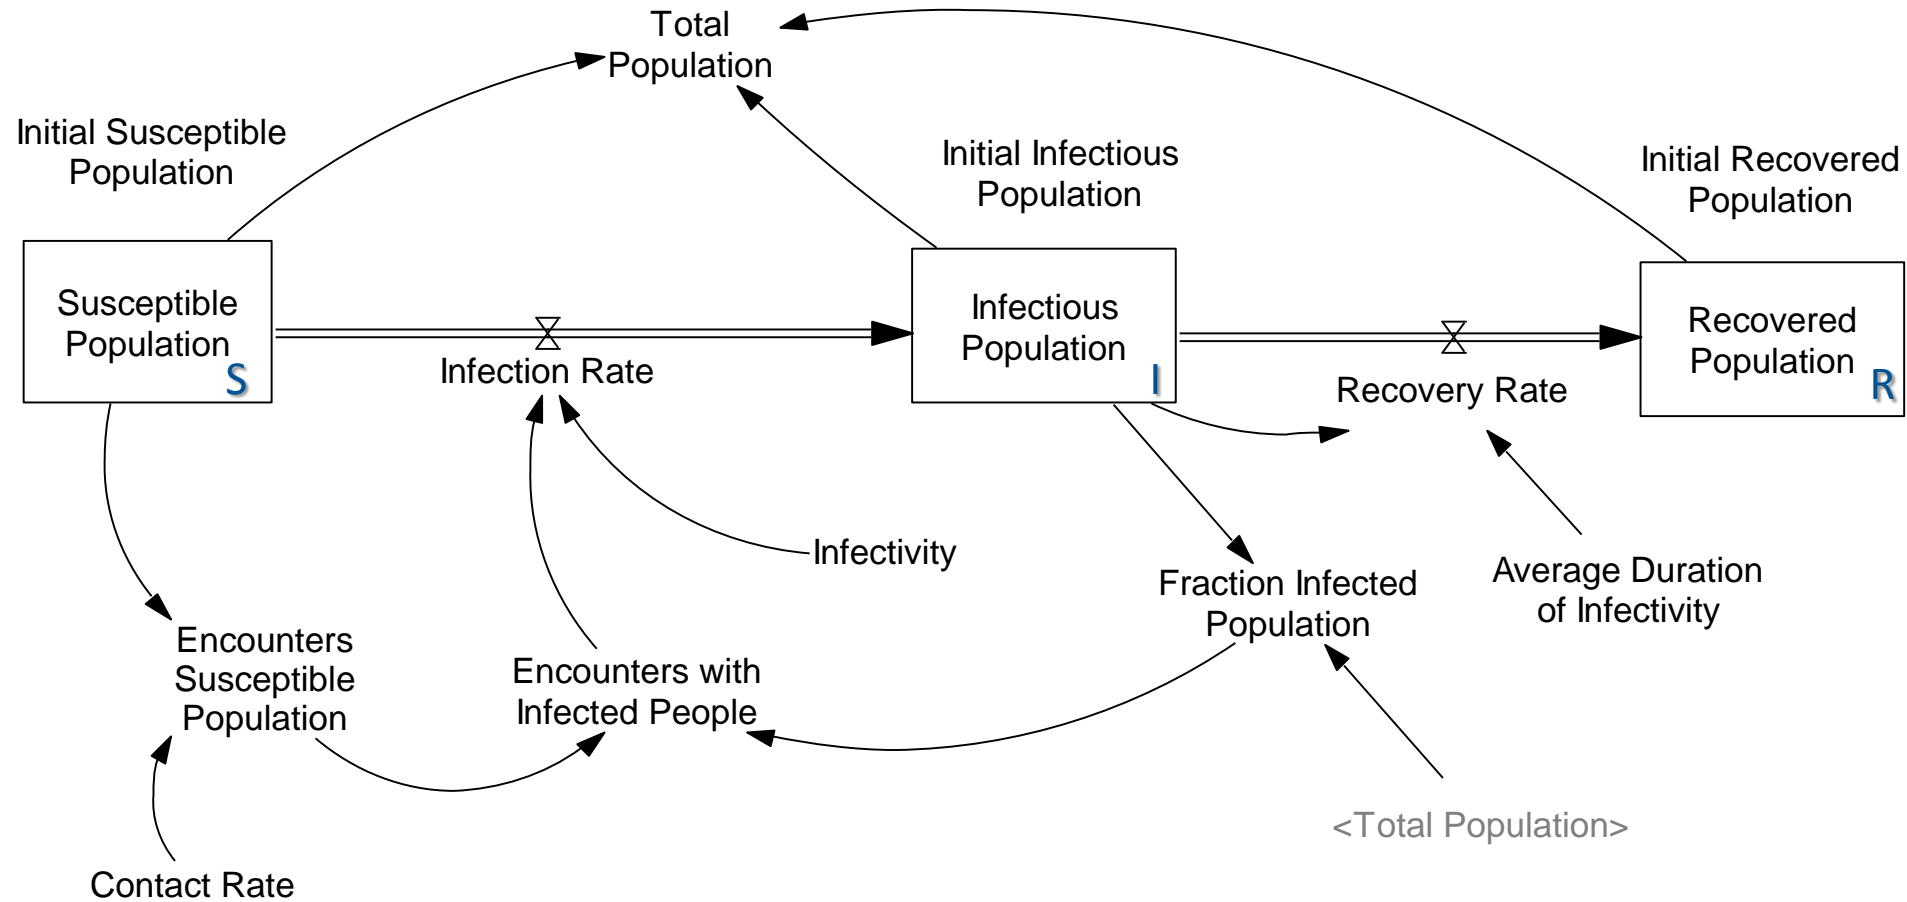 Total
Population
Initial Susceptible
Population
Initial Infectious
Population
Initial Recovered
Population
Susceptible
Population
S
Infection Rate
Infectious
Population
I
Recovery Rate
Recovered
Population
R
Infectivity
Fraction Infected
Population
Average Duration
of Infectivity
Encounters
Susceptible
Population
Encounters with
Infected People
<Total Population>
Contact Rate